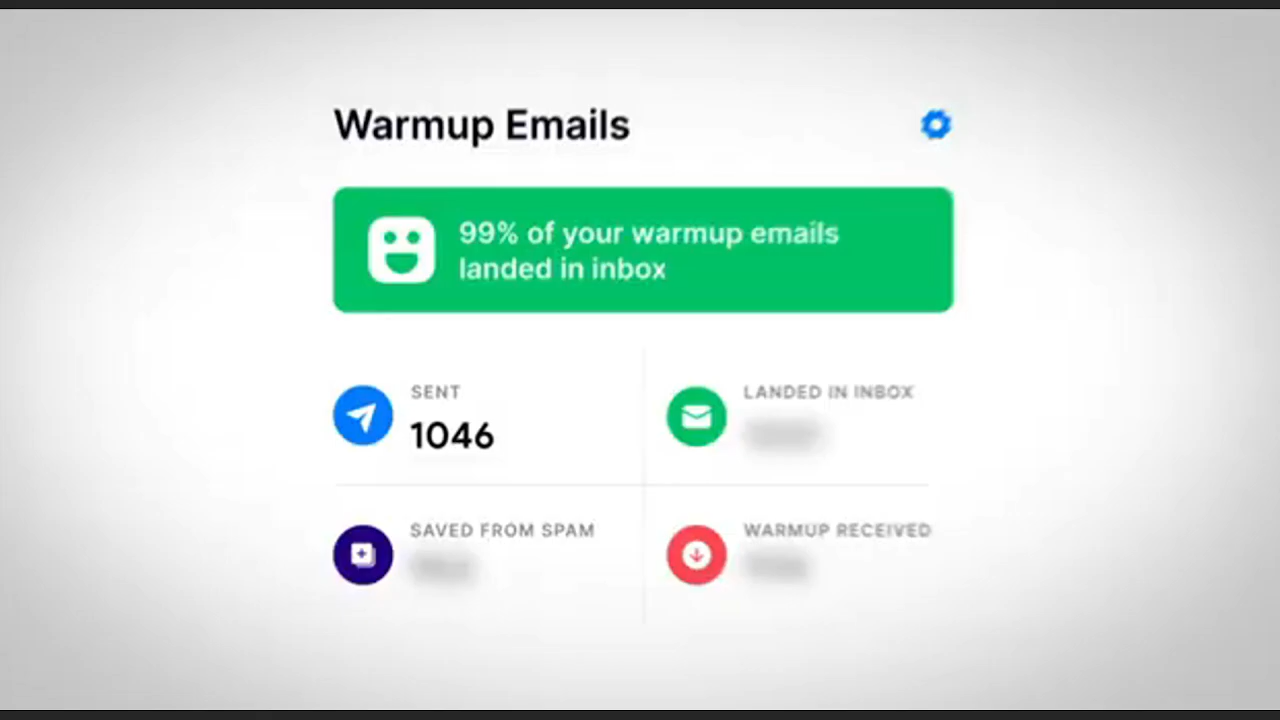 Warmup Emails
99% of your warmup emails
landed in inbox
SENT
1046
LANDED IN INBOX
SAVED FROM SPAM
WARMUP RECEIVED